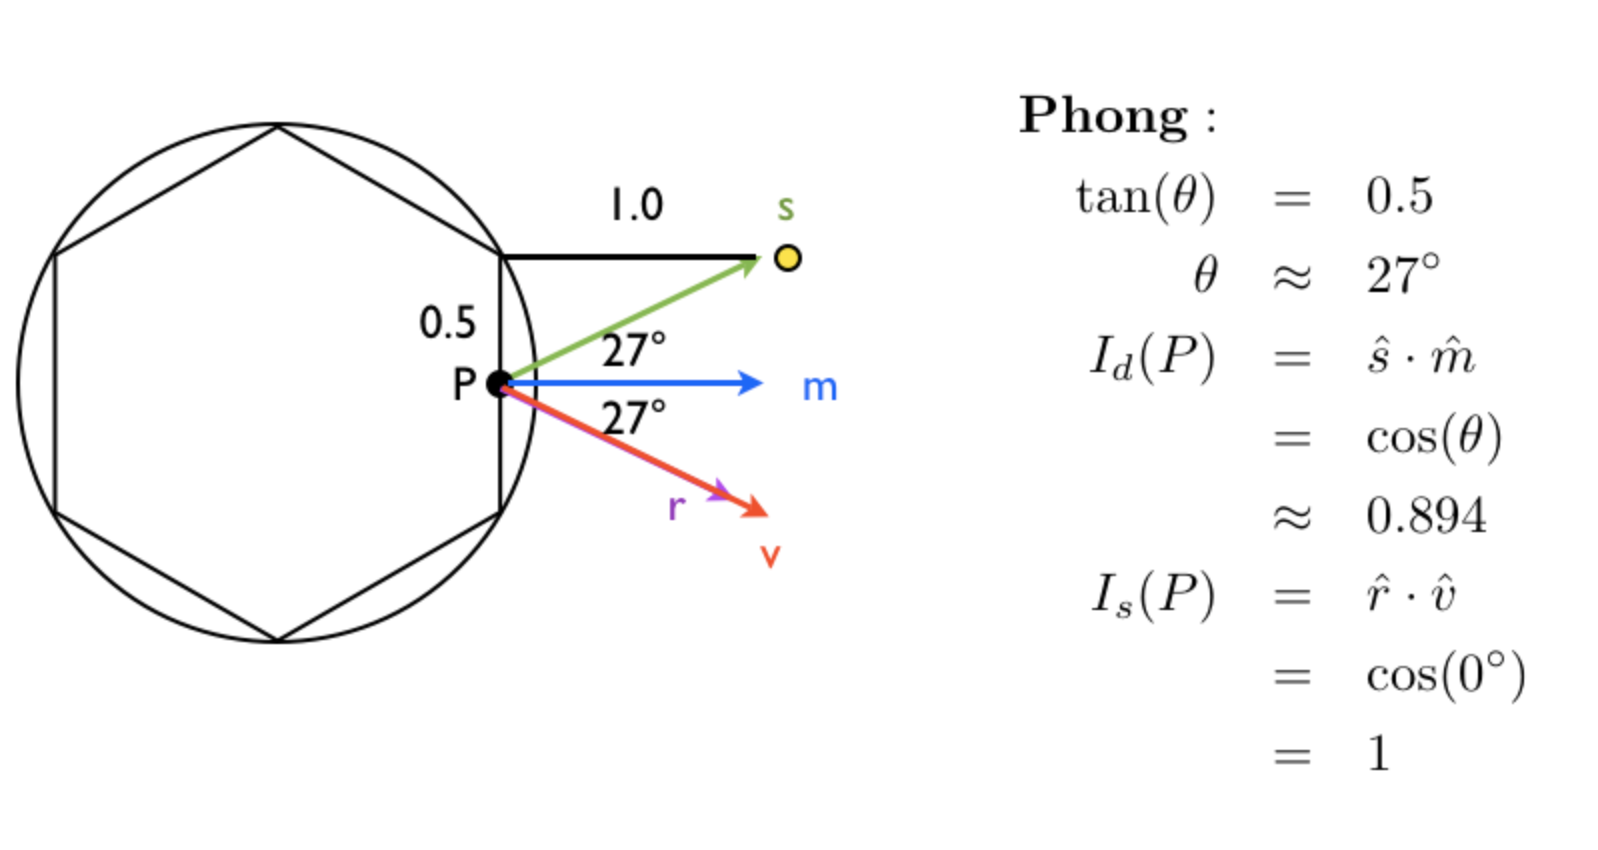 1.0
s
0.5
27°
P
m
27°
r
v
Phong :
tan(θ) = 0.5
θ ≈ 27°
I_d(P) = ŝ · m̂
= cos(θ)
≈ 0.894
I_s(P) = r̂ · v̂
= cos(0°)
= 1